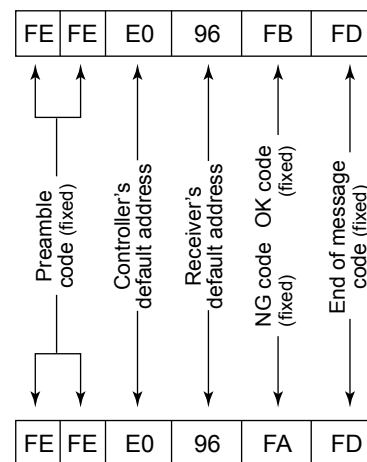 FE FE E0 96 FB FD
Preamble
code (fixed)
Controller's
default address
Receiver's
default address
OK code
(fixed)
NG code
(fixed)
End of message
code (fixed)
FE FE E0 96 FA FD